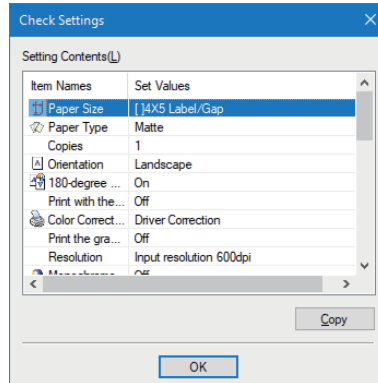 Check Settings
Setting Contents(L)
Item Names Set Values
Paper Size [ ]4X5 Label/Gap
Paper Type Matte
Copies 1
Orientation Landscape
180-degree ... On
Print with the... Off
Color Correct... Driver Correction
Print the gra... Off
Resolution Input resolution 600dpi
Monochrome Off
Copy
OK